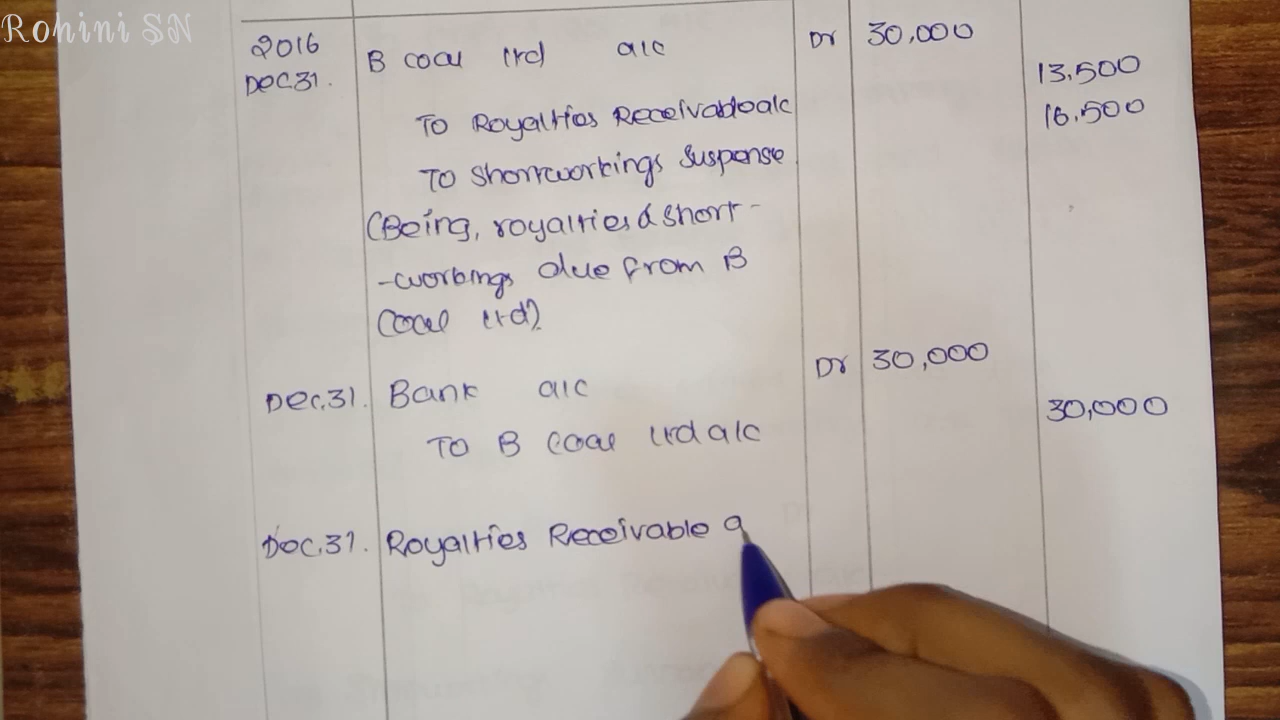 Rohini SN
2016
Dec.31. B coal ltd a/c Dr 30,000
13,500
To Royalties Receivable a/c
16,500
To Shortworkings Suspense
(Being, royalties & short-
-workings due from B
Coal ltd)
Dec.31. Bank a/c Dr 30,000
To B coal ltd a/c 30,000
Dec.31. Royalties Receivable a